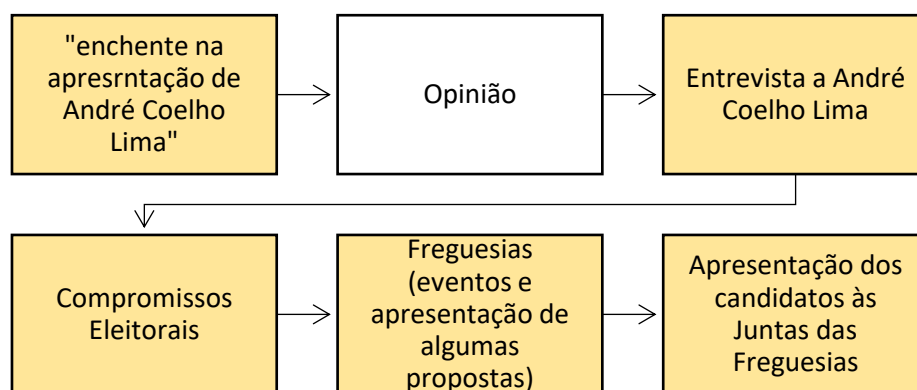 "enchente na
apresrntação de
André Coelho
Lima"
Opinião
Entrevista a André
Coelho Lima
Compromissos
Eleitorais
Freguesias
(eventos e
apresentação de
algumas
propostas)
Apresentação dos
candidatos às
Juntas das
Freguesias